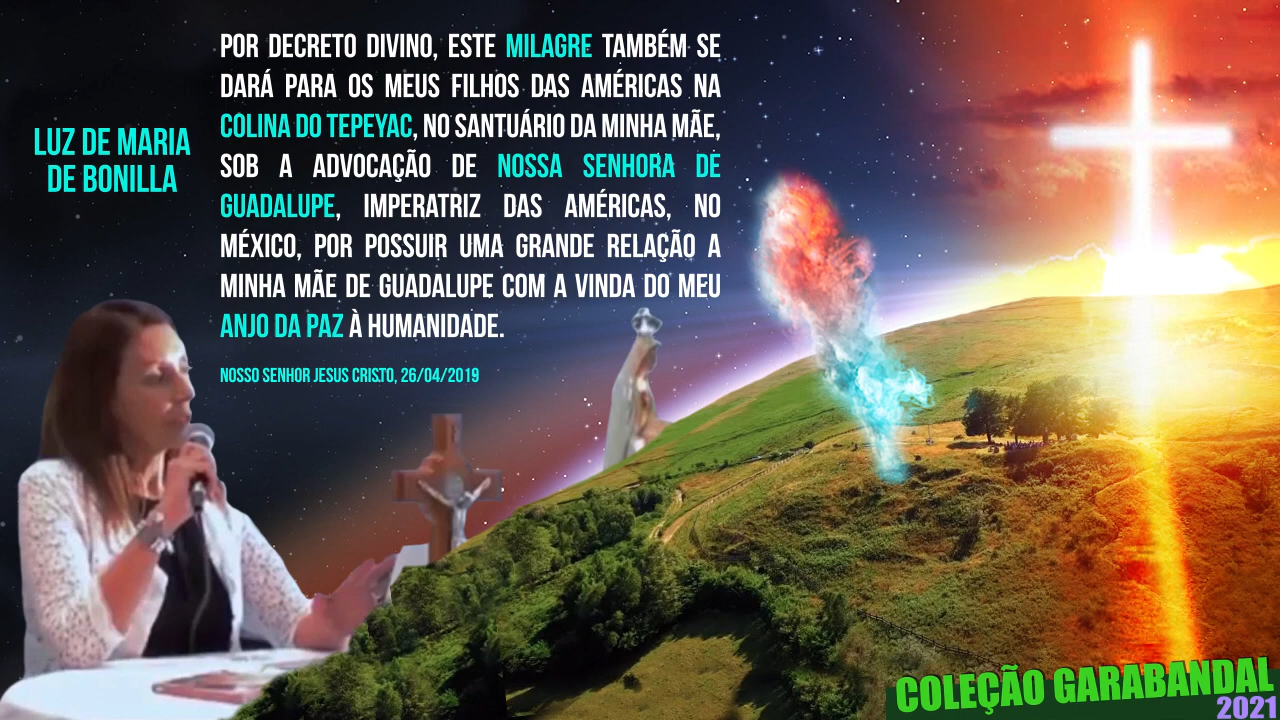 LUZ DE MARIA
DE BONILLA
POR DECRETO DIVINO, ESTE MILAGRE TAMBÉM SE
DARÁ PARA OS MEUS FILHOS DAS AMÉRICAS NA
COLINA DO TEPEYAC, NO SANTUÁRIO DA MINHA MÃE,
SOB A ADVOCAÇÃO DE NOSSA SENHORA DE
GUADALUPE, IMPERATRIZ DAS AMÉRICAS, NO
MÉXICO, POR POSSUIR UMA GRANDE RELAÇÃO A
MINHA MÃE DE GUADALUPE COM A VINDA DO MEU
ANJO DA PAZ À HUMANIDADE.
NOSSO SENHOR JESUS CRISTO, 26/04/2019
COLEÇÃO GARABANDAL
2021